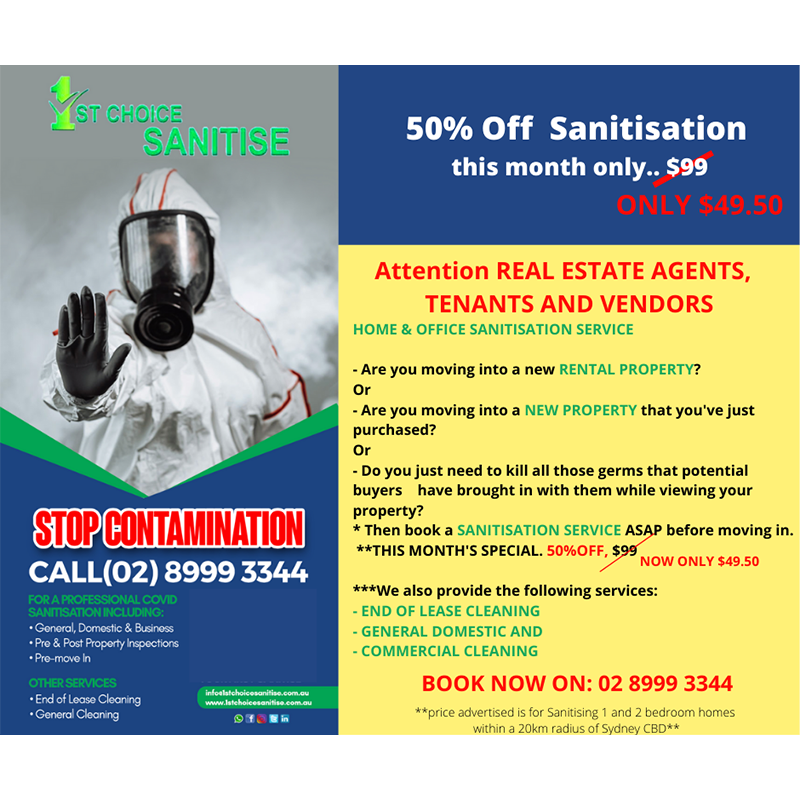 1ST CHOICE
SANITISE
STOP CONTAMINATION
CALL(02) 8999 3344
FOR A PROFESSIONAL COVID
SANITISATION INCLUDING:
• General, Domestic & Business
• Pre & Post Property Inspections
• Pre-move In
OTHER SERVICES
• End of Lease Cleaning
• General Cleaning
info@1stchoicesanitise.com.au
www.1stchoicesanitise.com.au
50% Off Sanitisation
this month only.. $99
ONLY $49.50
Attention REAL ESTATE AGENTS,
TENANTS AND VENDORS
HOME & OFFICE SANITISATION SERVICE
- Are you moving into a new RENTAL PROPERTY?
Or
- Are you moving into a NEW PROPERTY that you've just
purchased?
Or
- Do you just need to kill all those germs that potential
buyers have brought in with them while viewing your
property?
* Then book a SANITISATION SERVICE ASAP before moving in.
**THIS MONTH'S SPECIAL. 50%OFF, $99 NOW ONLY $49.50
***We also provide the following services:
- END OF LEASE CLEANING
- GENERAL DOMESTIC AND
- COMMERCIAL CLEANING
BOOK NOW ON: 02 8999 3344
**price advertised is for Sanitising 1 and 2 bedroom homes
within a 20km radius of Sydney CBD**